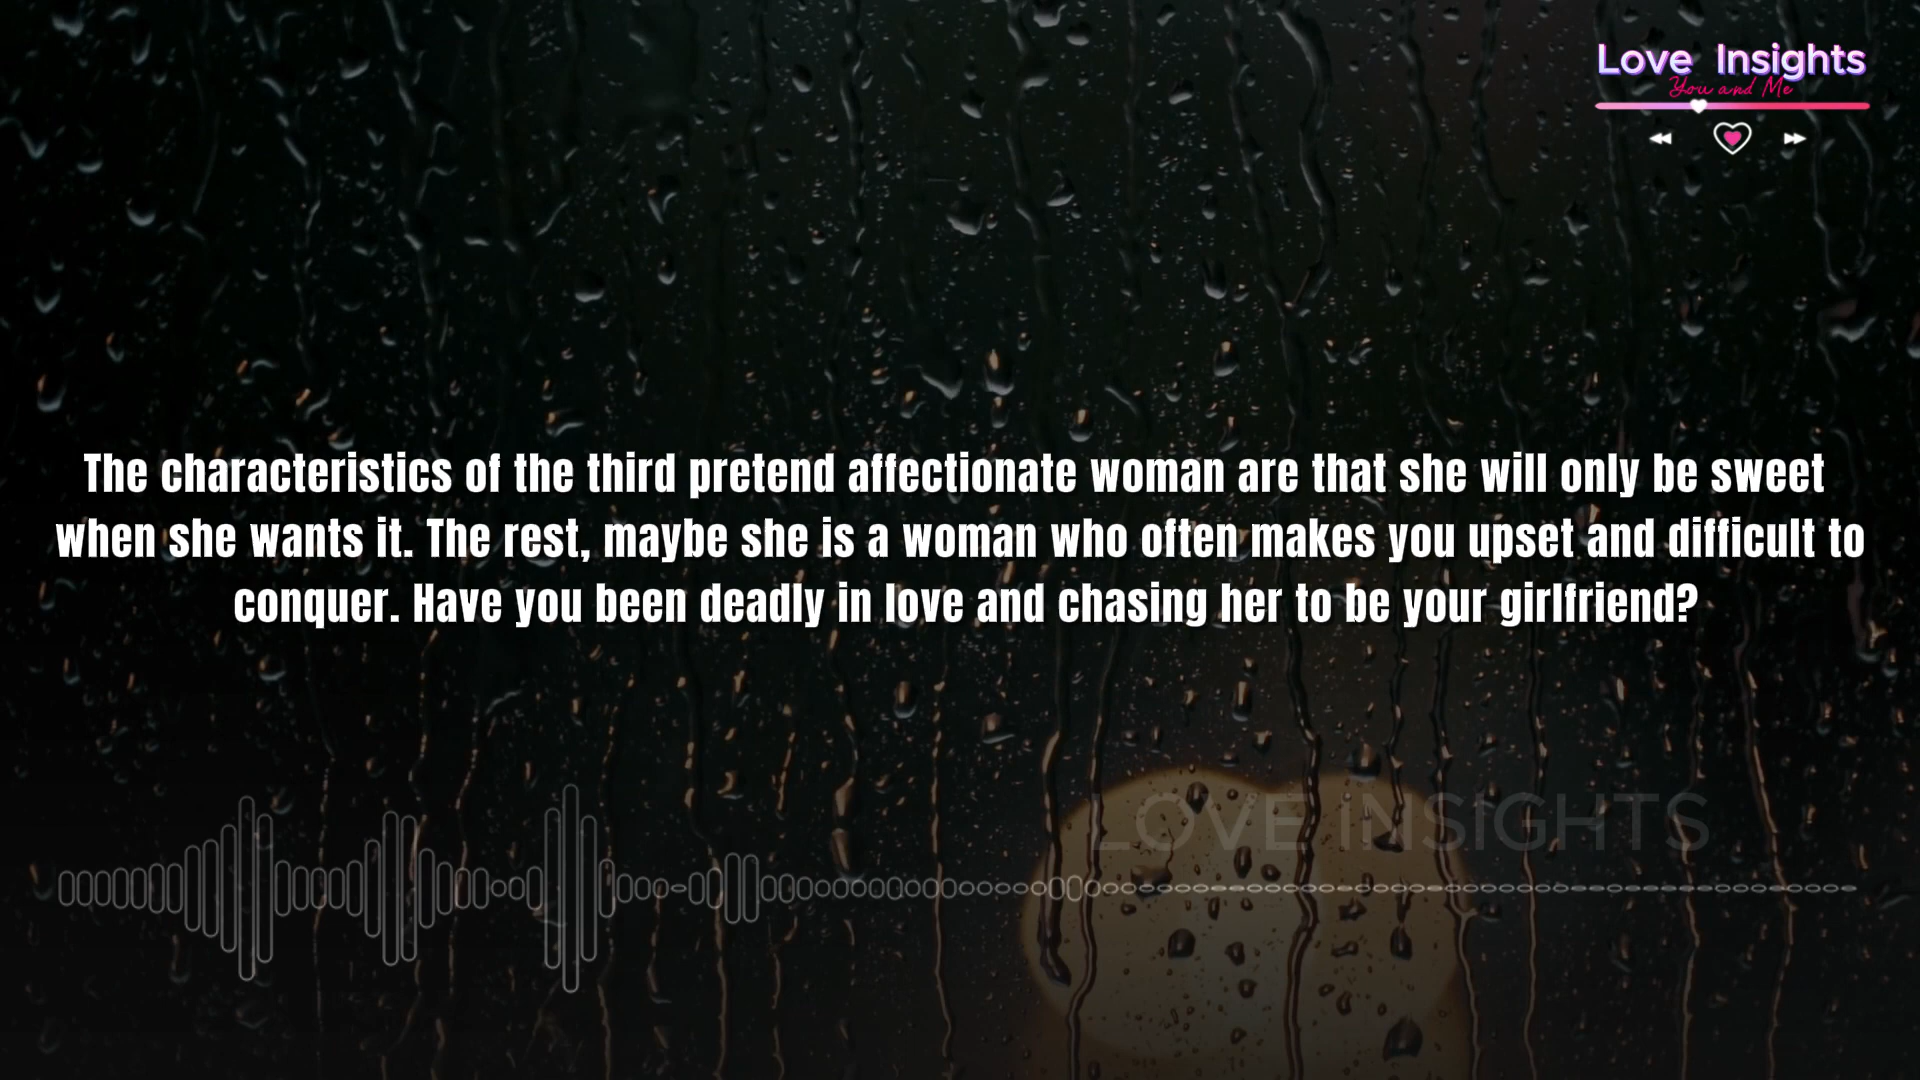 Love Insights
You and Me
The characteristics of the third pretend affectionate woman are that she will only be sweet
when she wants it. The rest, maybe she is a woman who often makes you upset and difficult to
conquer. Have you been deadly in love and chasing her to be your girlfriend?
LOVE INSIGHTS